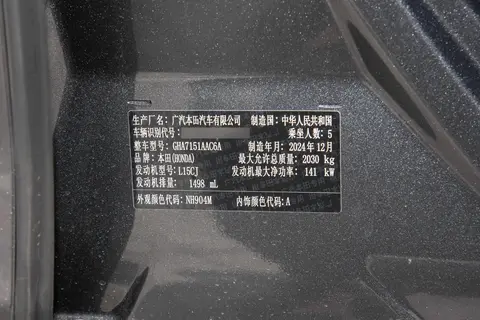 生产厂名：广汽本田汽车有限公司 制造国：中华人民共和国
车辆识别代号： 乘坐人数：5
整车型号：GHA7151AAC6A 制造年月：2024年12月
品牌：本田(HONDA) 最大允许总质量：2030 kg
发动机型号：L15CJ 发动机最大净功率：141 kW
发动机排量：1498 mL
外观颜色代码：NH904M 内饰颜色代码：A